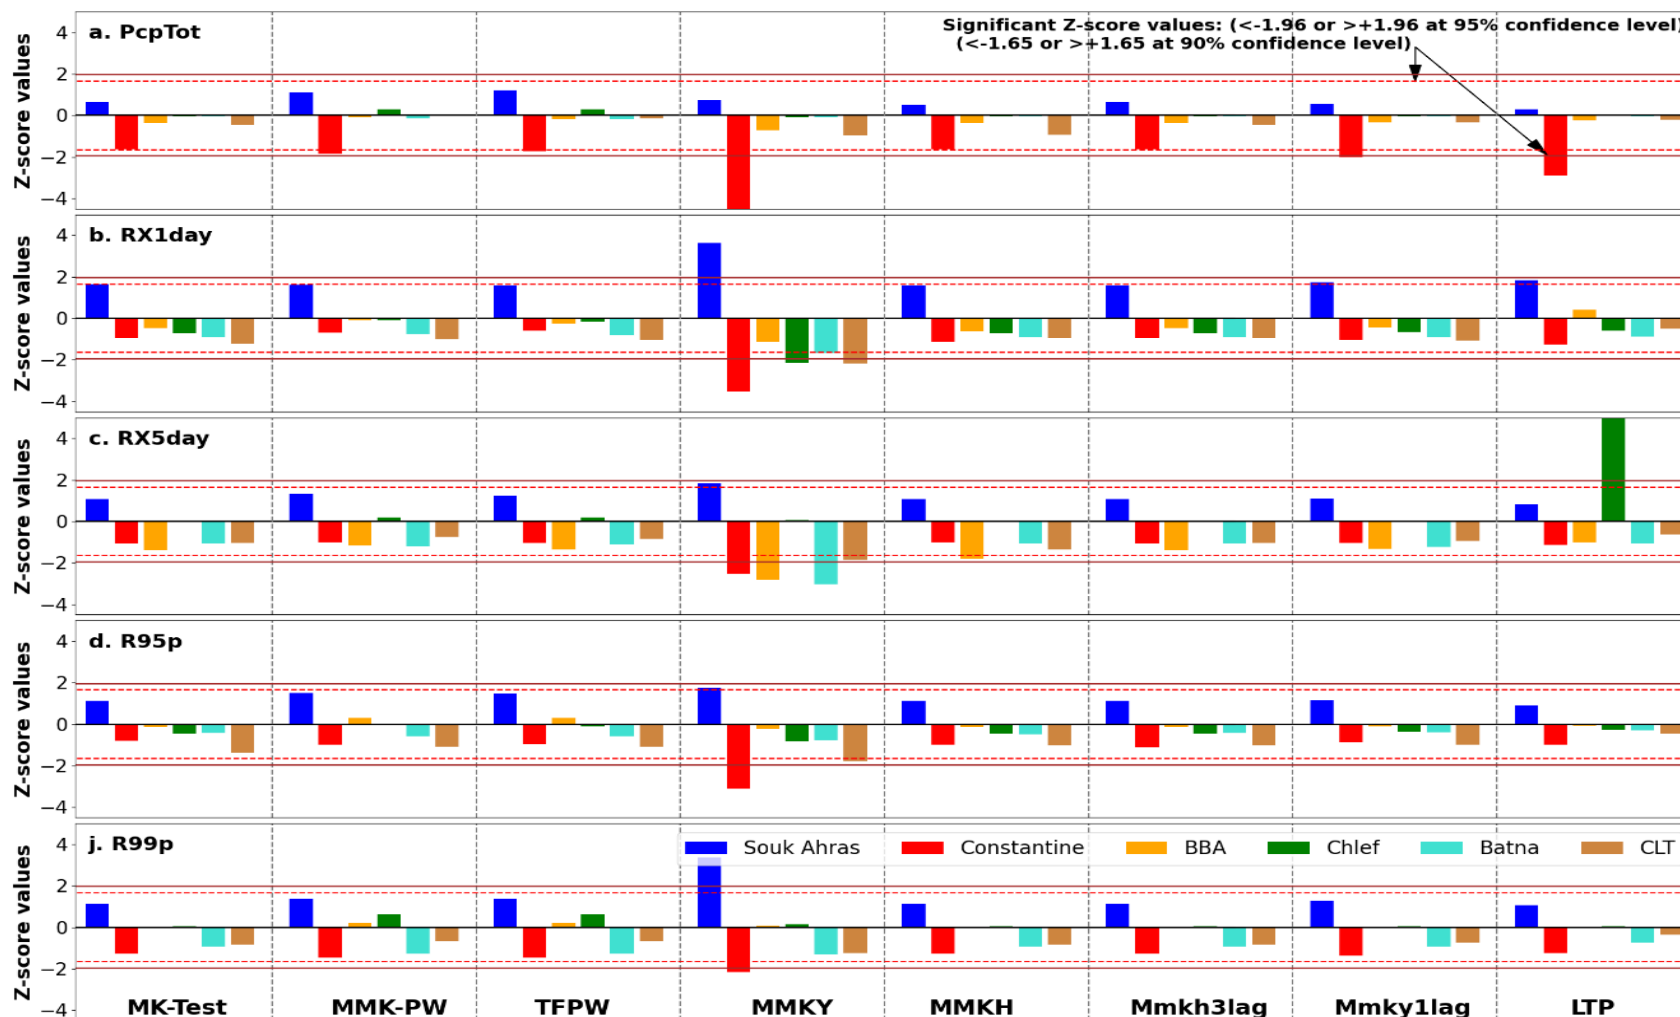 Significant Z-score values: (<-1.96 or >+1.96 at 95% confidence level)
(<-1.65 or >+1.65 at 90% confidence level)
a. PcpTot
Z-score values
4
2
0
−2
−4
b. RX1day
Z-score values
4
2
0
−2
−4
c. RX5day
Z-score values
4
2
0
−2
−4
d. R95p
Z-score values
4
2
0
−2
−4
j. R99p
Z-score values
4
2
0
−2
−4
Souk Ahras Constantine BBA Chlef Batna CLT
MK-Test MMK-PW TFPW MMKY MMKH Mmkh3lag Mmky1lag LTP